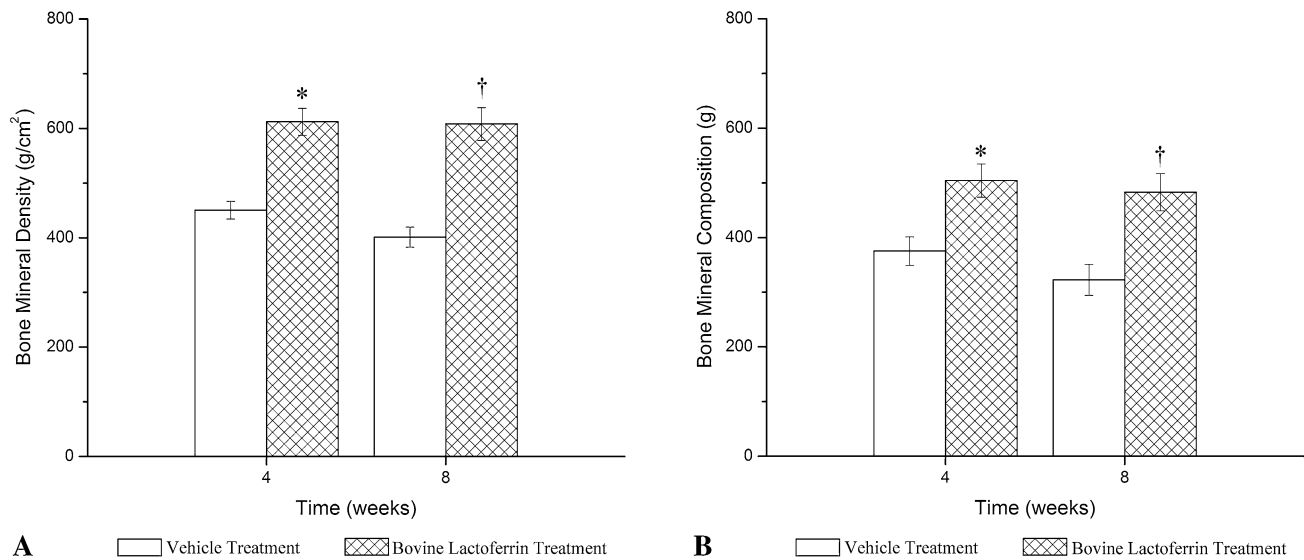 800
600
400
200
0
Bone Mineral Density (g/cm²)
*
†
4
8
Time (weeks)
A
Vehicle Treatment
Bovine Lactoferrin Treatment
800
600
400
200
0
Bone Mineral Composition (g)
*
†
4
8
Time (weeks)
B
Vehicle Treatment
Bovine Lactoferrin Treatment